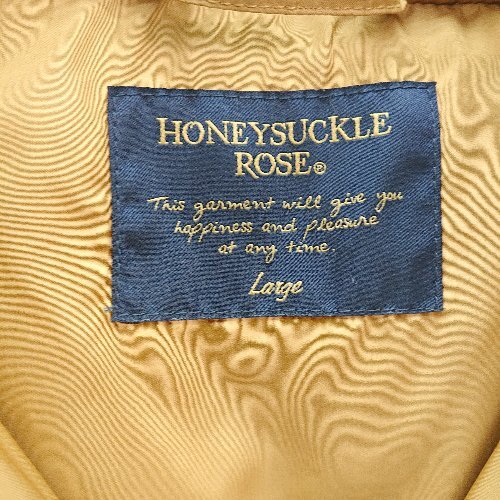 HONEYSUCKLE
ROSE®
This garment will give you
happiness and pleasure
at any time.
Large